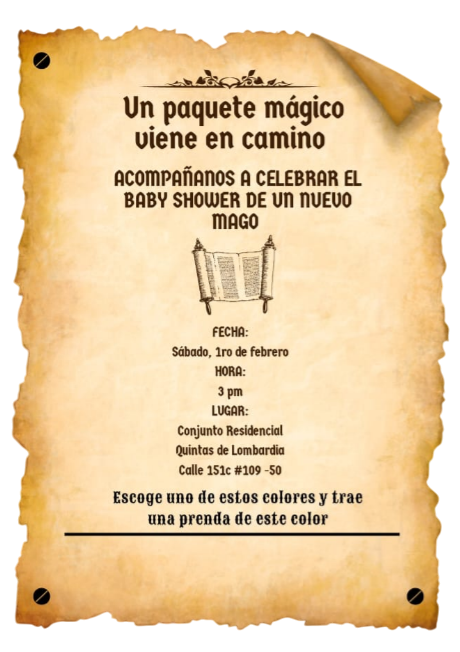 Un paquete mágico
viene en camino
ACOMPAÑANOS A CELEBRAR EL
BABY SHOWER DE UN NUEVO
MAGO
FECHA:
Sábado, 1ro de febrero
HORA:
3 pm
LUGAR:
Conjunto Residencial
Quintas de Lombardia
Calle 151c #109 -50
Escoge uno de estos colores y trae
una prenda de este color